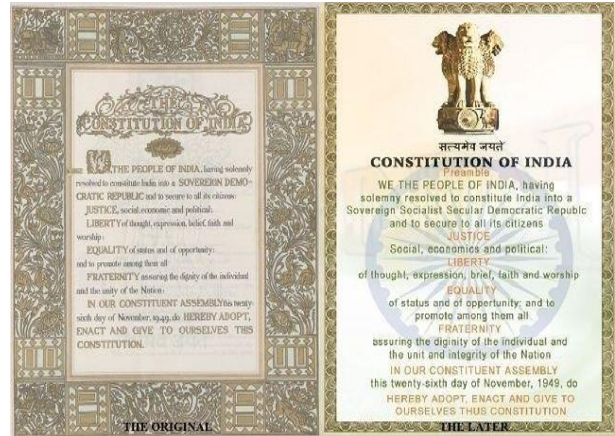 THE
CONSTITUTION OF INDIA
WE, THE PEOPLE OF INDIA, having solemnly
resolved to constitute India into a SOVEREIGN DEMO-
CRATIC REPUBLIC and to secure to all its citizens:
JUSTICE, social, economic and political;
LIBERTY of thought, expression, belief, faith and
worship;
EQUALITY of status and of opportunity;
and to promote among them all
FRATERNITY assuring the dignity of the individual
and the unity of the Nation;
IN OUR CONSTITUENT ASSEMBLY this twenty-
sixth day of November, 1949, do HEREBY ADOPT,
ENACT AND GIVE TO OURSELVES THIS
CONSTITUTION.
THE ORIGINAL
सत्यमेव जयते
CONSTITUTION OF INDIA
Preamble
WE THE PEOPLE OF INDIA, having
solemny resolved to constitute India into a
Sovereign Socialist Secular Democratic Republc
and to secure to all its citizens
JUSTICE
Social, economics and political:
LIBERTY
of thought, expression, brief, faith and worship
EQUALITY
of status and of opportunity; and to
promote among them all
FRATERNITY
assuring the diginity of the individual and
the unit and integrity of the Nation
IN OUR CONSTITUENT ASSEMBLY
this twenty-sixth day of November, 1949, do
HEREBY ADOPT, ENACT AND GIVE TO
OURSELVES THUS CONSTITUTION
THE LATER